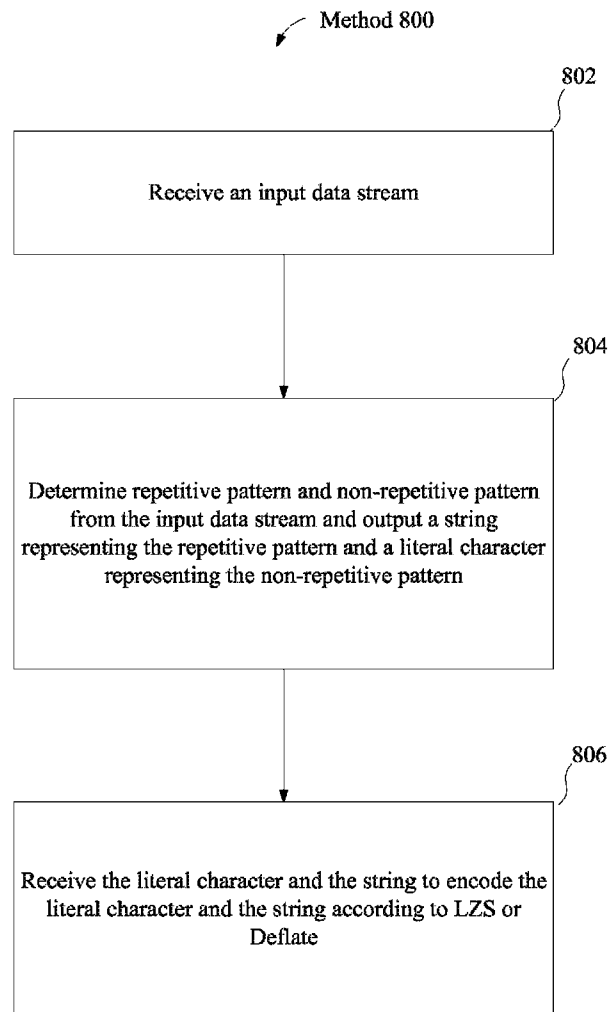 Method 800
802
Receive an input data stream
804
Determine repetitive pattern and non-repetitive pattern
from the input data stream and output a string
representing the repetitive pattern and a literal character
representing the non-repetitive pattern
806
Receive the literal character and the string to encode the
literal character and the string according to LZS or
Deflate